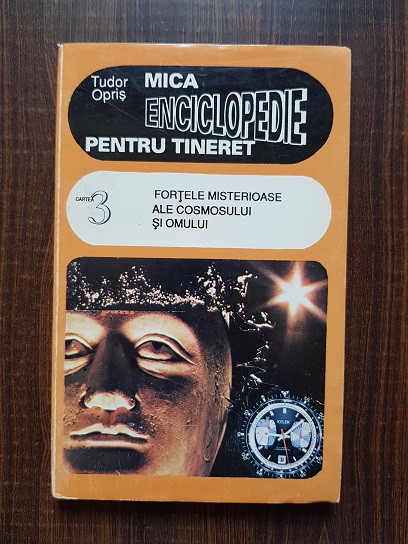 Tudor
Opriș
MICA
ENCICLOPEDIE
PENTRU TINERET
CARTEA
3
FORȚELE MISTERIOASE
ALE COSMOSULUI
ȘI OMULUI